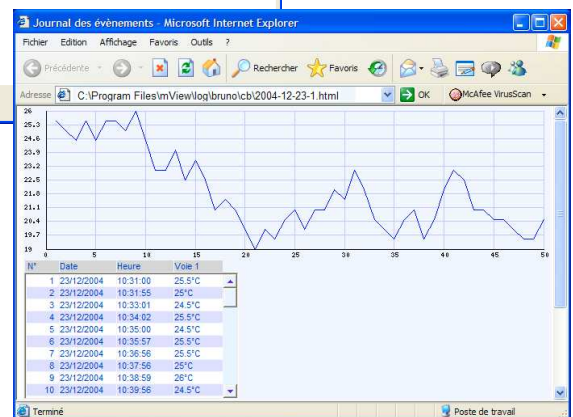 Journal des évènements - Microsoft Internet Explorer
Fichier Edition Affichage Favoris Outils ?
Précédente Rechercher Favoris
Adresse C:\Program Files\mView\log\bruno\cb\2004-12-23-1.html OK McAfee VirusScan
26
25.3
24.6
23.9
23.2
22.5
21.8
21.1
20.4
19.7
19
0 5 10 15 20 25 30 35 40 45 50
N° Date Heure Voie 1
1 23/12/2004 10:31:00 25.5°C
2 23/12/2004 10:31:55 25°C
3 23/12/2004 10:33:01 24.5°C
4 23/12/2004 10:34:02 25.5°C
5 23/12/2004 10:35:00 24.5°C
6 23/12/2004 10:35:57 25.5°C
7 23/12/2004 10:36:56 25.5°C
8 23/12/2004 10:37:56 25°C
9 23/12/2004 10:38:59 26°C
10 23/12/2004 10:39:56 24.5°C
Terminé Poste de travail